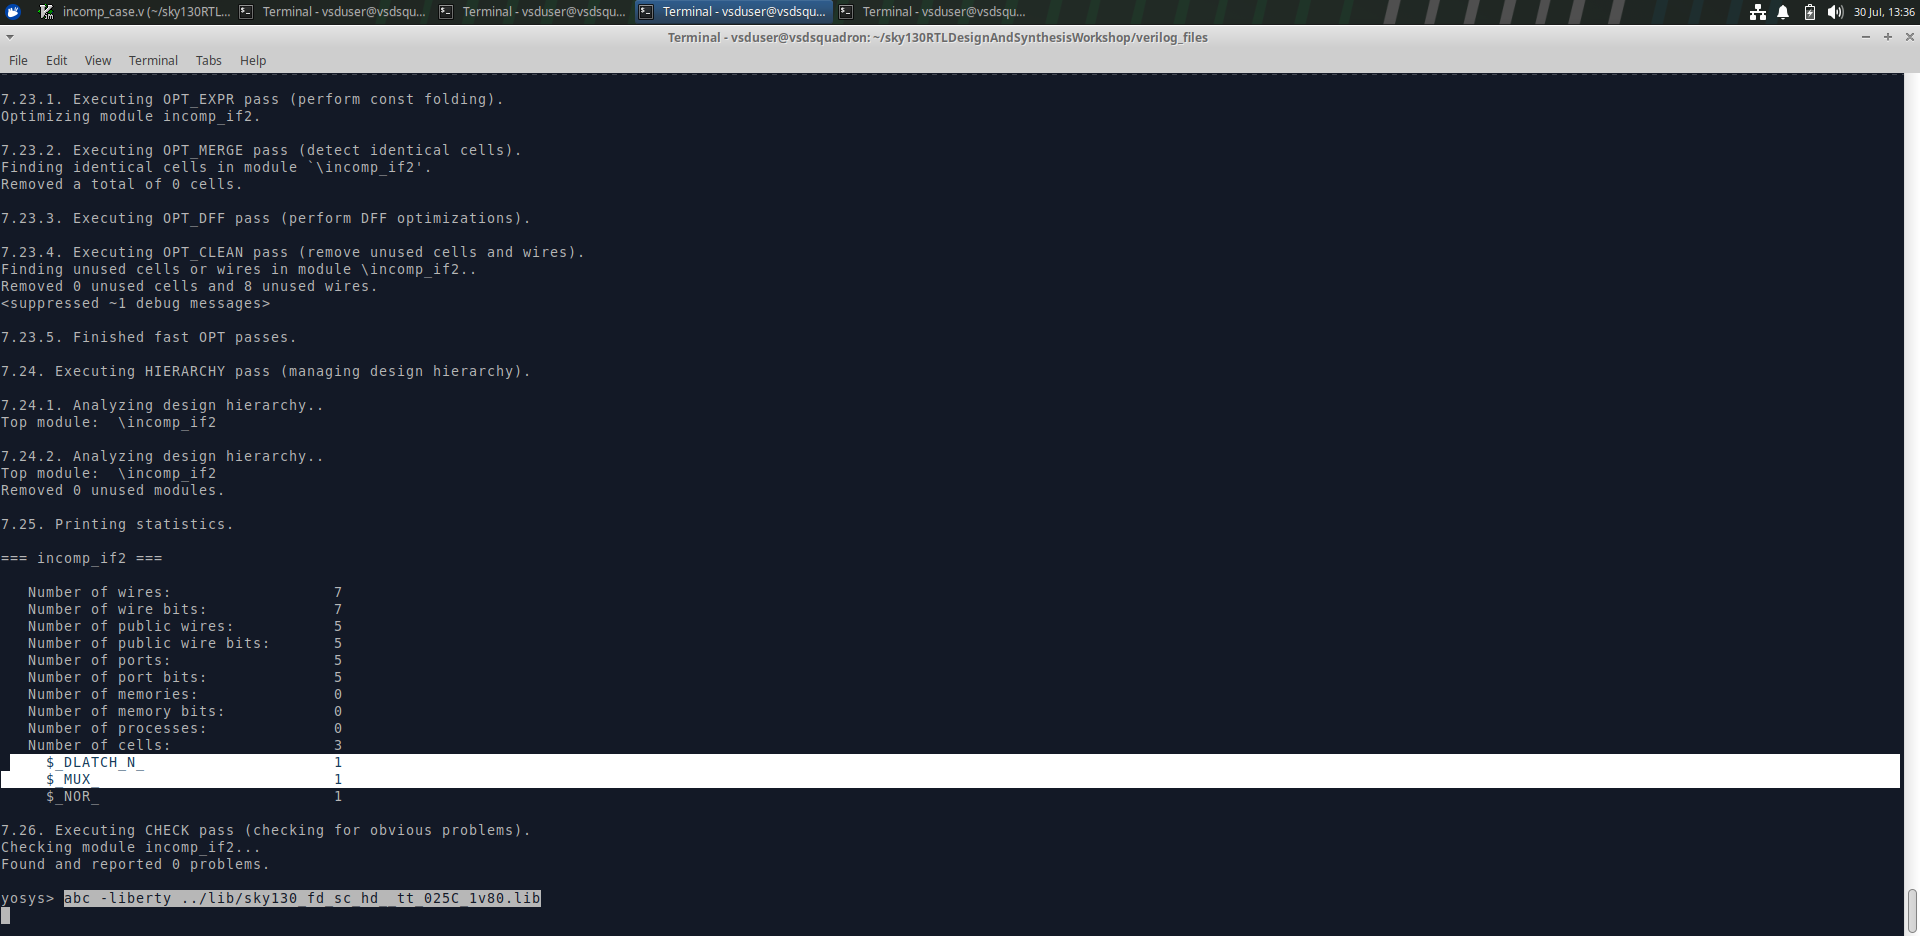 incomp_case.v (~/sky130RTL... Terminal - vsduser@vsdsqu... Terminal - vsduser@vsdsqu... Terminal - vsduser@vsdsqu... Terminal - vsduser@vsdsqu... 30 Jul, 13:36
Terminal - vsduser@vsdsquadron: ~/sky130RTLDesignAndSynthesisWorkshop/verilog_files
File Edit View Terminal Tabs Help
7.23.1. Executing OPT_EXPR pass (perform const folding).
Optimizing module incomp_if2.
7.23.2. Executing OPT_MERGE pass (detect identical cells).
Finding identical cells in module `\incomp_if2'.
Removed a total of 0 cells.
7.23.3. Executing OPT_DFF pass (perform DFF optimizations).
7.23.4. Executing OPT_CLEAN pass (remove unused cells and wires).
Finding unused cells or wires in module \incomp_if2..
Removed 0 unused cells and 8 unused wires.
<suppressed ~1 debug messages>
7.23.5. Finished fast OPT passes.
7.24. Executing HIERARCHY pass (managing design hierarchy).
7.24.1. Analyzing design hierarchy..
Top module:  \incomp_if2
7.24.2. Analyzing design hierarchy..
Top module:  \incomp_if2
Removed 0 unused modules.
7.25. Printing statistics.
=== incomp_if2 ===
Number of wires: 7
Number of wire bits: 7
Number of public wires: 5
Number of public wire bits: 5
Number of ports: 5
Number of port bits: 5
Number of memories: 0
Number of memory bits: 0
Number of processes: 0
Number of cells: 3
$_DLATCH_N_ 1
$_MUX_ 1
$_NOR_ 1
7.26. Executing CHECK pass (checking for obvious problems).
Checking module incomp_if2...
Found and reported 0 problems.
yosys> abc -liberty ../lib/sky130_fd_sc_hd__tt_025C_1v80.lib